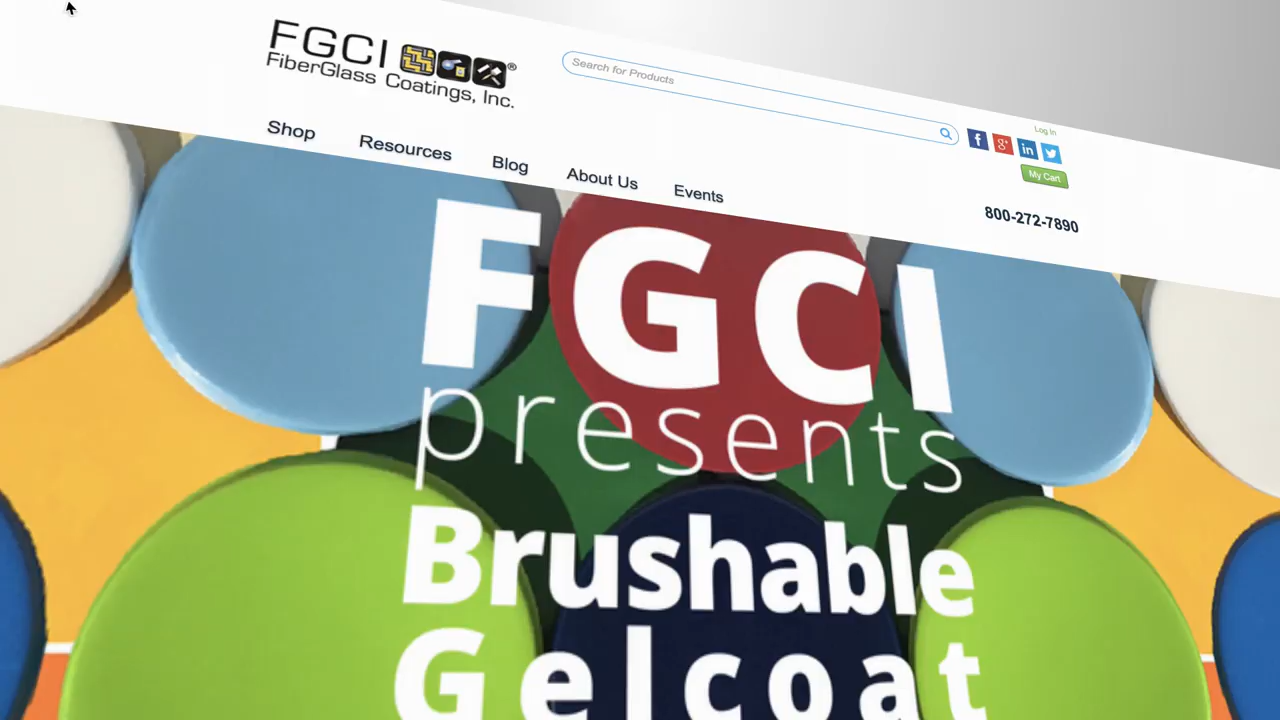 FGCI ®
FiberGlass Coatings, Inc.
Search for Products
Log In
f g+ in
My Cart
Shop Resources Blog About Us Events
800-272-7890
FGCI
presents
Brushable
Gelcoat